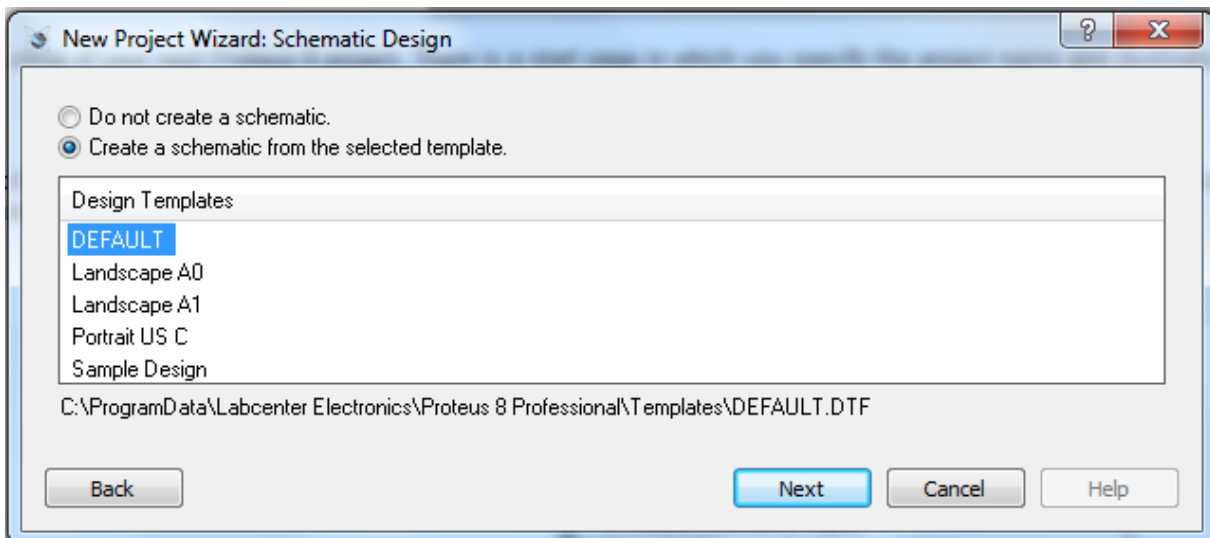 New Project Wizard: Schematic Design
Do not create a schematic.
Create a schematic from the selected template.
Design Templates
DEFAULT
Landscape A0
Landscape A1
Portrait US C
Sample Design
C:\ProgramData\Labcenter Electronics\Proteus 8 Professional\Templates\DEFAULT.DTF
Back Next Cancel Help